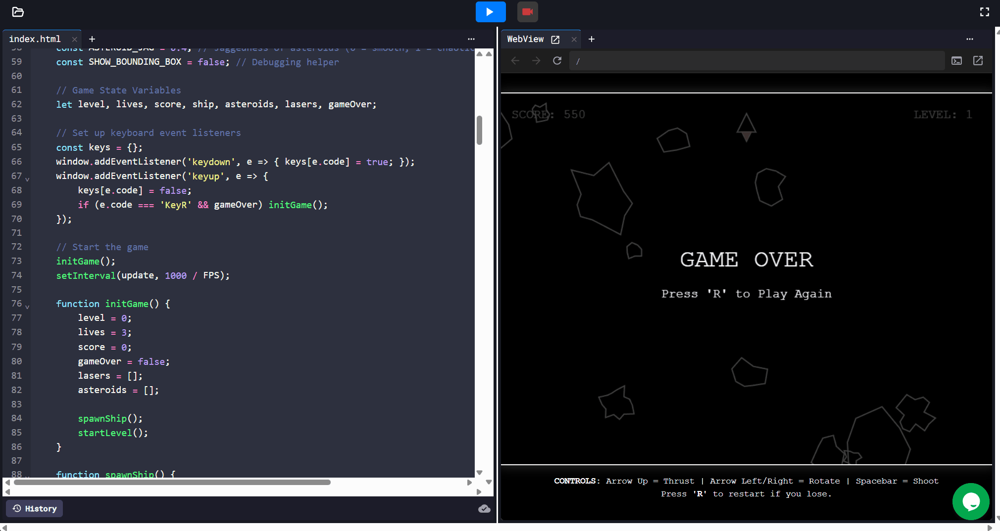 index.html
const ASTEROID_JAG = 0.4; // Jaggedness of asteroids (0 = smooth, 1 = chaotic
59 const SHOW_BOUNDING_BOX = false; // Debugging helper
60
61 // Game State Variables
62 let level, lives, score, ship, asteroids, lasers, gameOver;
63
64 // Set up keyboard event listeners
65 const keys = {};
66 window.addEventListener('keydown', e => { keys[e.code] = true; });
67 window.addEventListener('keyup', e => {
68 keys[e.code] = false;
69 if (e.code === 'KeyR' && gameOver) initGame();
70 });
71
72 // Start the game
73 initGame();
74 setInterval(update, 1000 / FPS);
75
76 function initGame() {
77 level = 0;
78 lives = 3;
79 score = 0;
80 gameOver = false;
81 lasers = [];
82 asteroids = [];
83
84 spawnShip();
85 startLevel();
86 }
87
88 function spawnShip() {
History
WebView
/
SCORE: 550
LEVEL: 1
GAME OVER
Press 'R' to Play Again
CONTROLS: Arrow Up = Thrust | Arrow Left/Right = Rotate | Spacebar = Shoot
Press 'R' to restart if you lose.